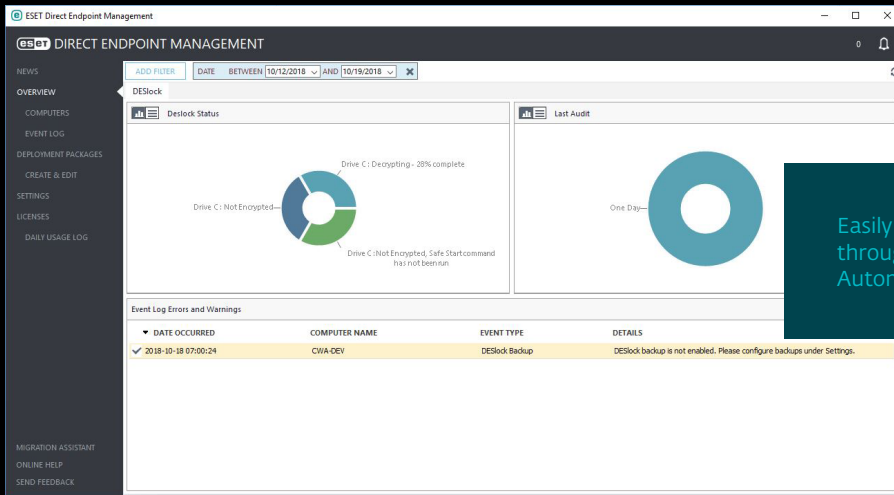 ESET Direct Endpoint Management
eset DIRECT ENDPOINT MANAGEMENT
0
NEWS
OVERVIEW
COMPUTERS
EVENT LOG
DEPLOYMENT PACKAGES
CREATE & EDIT
SETTINGS
LICENSES
DAILY USAGE LOG
MIGRATION ASSISTANT
ONLINE HELP
SEND FEEDBACK
ADD FILTER DATE BETWEEN 10/12/2018 AND 10/19/2018
DESlock
Deslock Status
Drive C : Decrypting - 28% complete
Drive C : Not Encrypted
Drive C : Not Encrypted, Safe Start command
has not been run
Last Audit
One Day
Easily
Event Log Errors and Warnings
DATE OCCURRED COMPUTER NAME EVENT TYPE DETAILS
2018-10-18 07:00:24 CWA-DEV DESlock Backup DESlock backup is not enabled. Please configure backups under Settings.